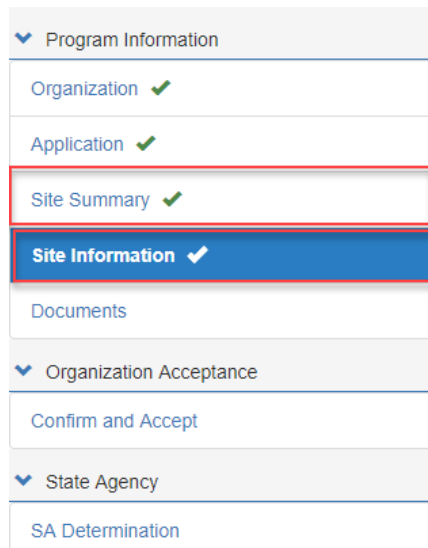 Program Information
Organization
Application
Site Summary
Site Information
Documents
Organization Acceptance
Confirm and Accept
State Agency
SA Determination